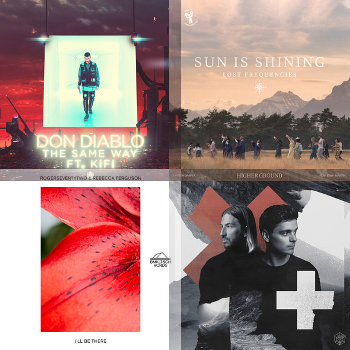 DON DIABLO
THE SAME WAY
FT. KIFI
SUN IS SHINING
LOST FREQUENCIES
ROGERSEVENTYTWO & REBECCA FERGUSON
HIGHER GROUND
I'LL BE THERE